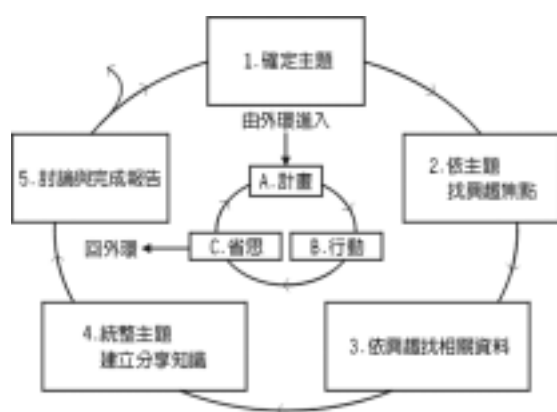 1.確定主題
由外環進入
A.計畫
5.討論與完成報告
2.依主題
找興趣焦點
回外環
C.省思
B.行動
4.統整主題
建立分享知識
3.依興趣找相關資料